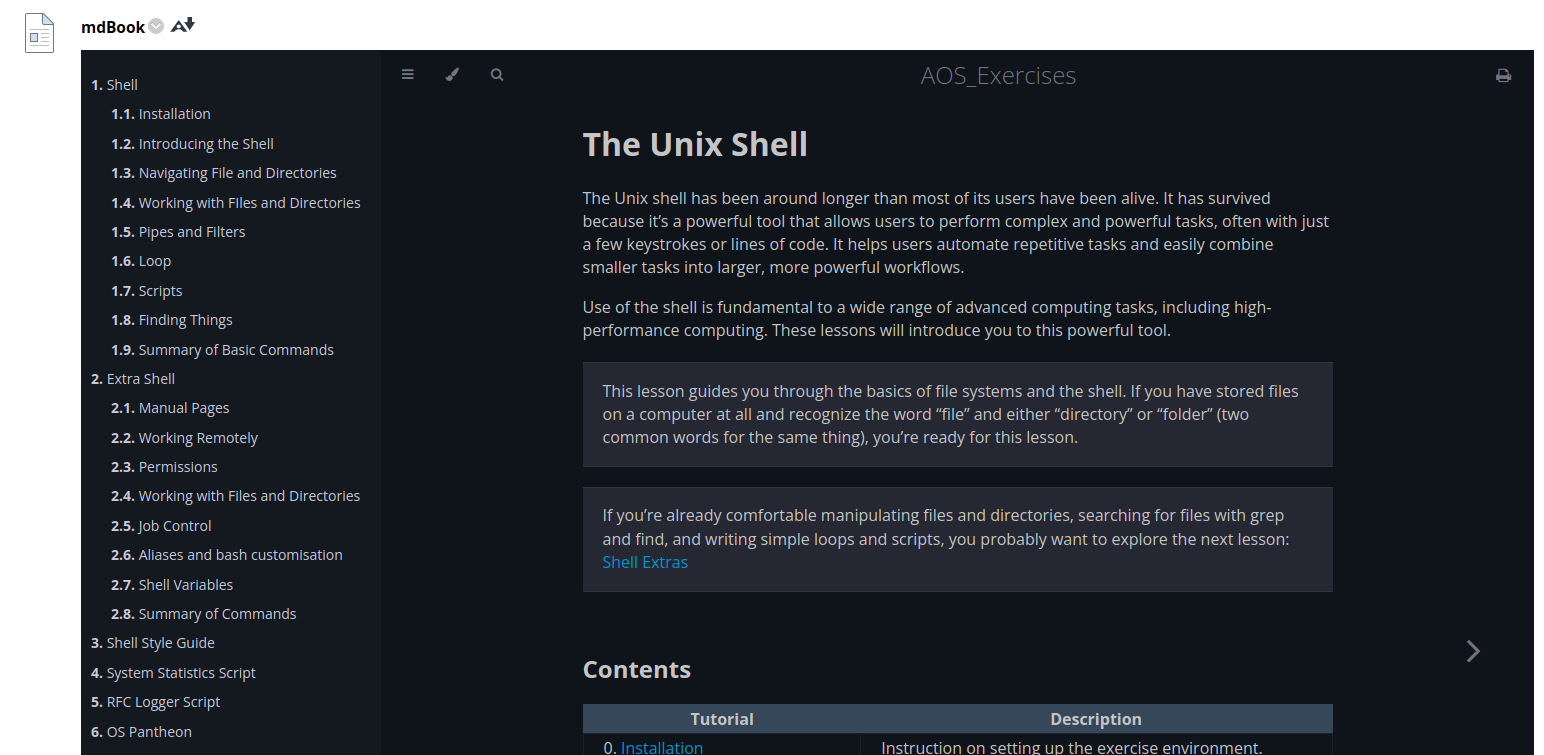 mdBook
1. Shell
1.1. Installation
1.2. Introducing the Shell
1.3. Navigating File and Directories
1.4. Working with FIles and Directories
1.5. Pipes and Filters
1.6. Loop
1.7. Scripts
1.8. Finding Things
1.9. Summary of Basic Commands
2. Extra Shell
2.1. Manual Pages
2.2. Working Remotely
2.3. Permissions
2.4. Working with Files and Directories
2.5. Job Control
2.6. Aliases and bash customisation
2.7. Shell Variables
2.8. Summary of Commands
3. Shell Style Guide
4. System Statistics Script
5. RFC Logger Script
6. OS Pantheon
AOS_Exercises
The Unix Shell
The Unix shell has been around longer than most of its users have been alive. It has survived
because it’s a powerful tool that allows users to perform complex and powerful tasks, often with just
a few keystrokes or lines of code. It helps users automate repetitive tasks and easily combine
smaller tasks into larger, more powerful workflows.
Use of the shell is fundamental to a wide range of advanced computing tasks, including high-
performance computing. These lessons will introduce you to this powerful tool.
This lesson guides you through the basics of file systems and the shell. If you have stored files
on a computer at all and recognize the word “file” and either “directory” or “folder” (two
common words for the same thing), you’re ready for this lesson.
If you’re already comfortable manipulating files and directories, searching for files with grep
and find, and writing simple loops and scripts, you probably want to explore the next lesson:
Shell Extras
Contents
Tutorial Description
0. Installation Instruction on setting up the exercise environment.